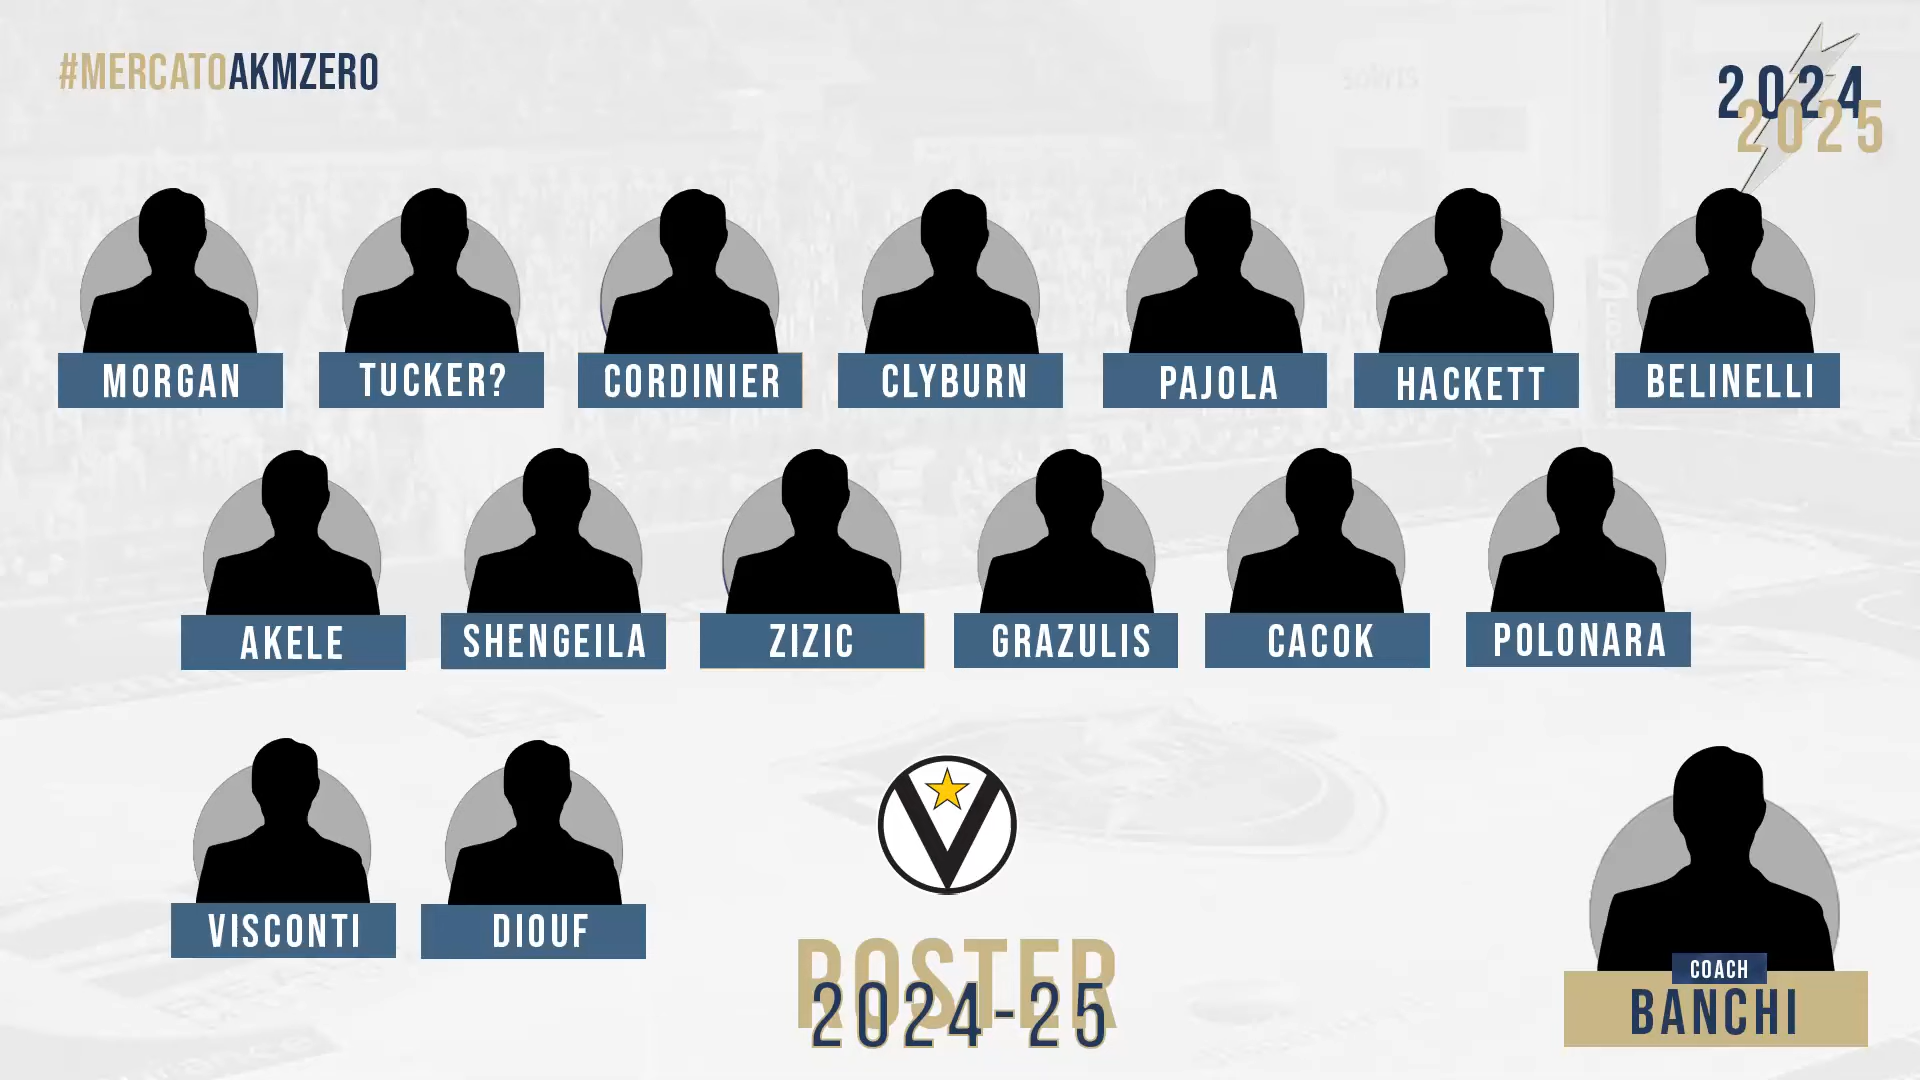 #MERCATOAKMZERO
2024
2025
MORGAN
TUCKER?
CORDINIER
CLYBURN
PAJOLA
HACKETT
BELINELLI
AKELE
SHENGEILA
ZIZIC
GRAZULIS
CACOK
POLONARA
VISCONTI
DIOUF
ROSTER
2024-25
COACH
BANCHI